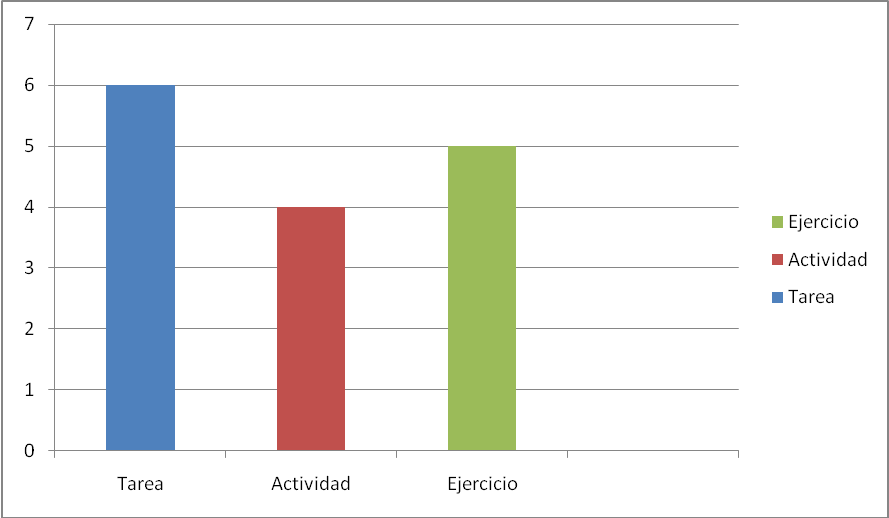 7
6
5
4
3
2
1
0
Tarea
Actividad
Ejercicio
Ejercicio
Actividad
Tarea